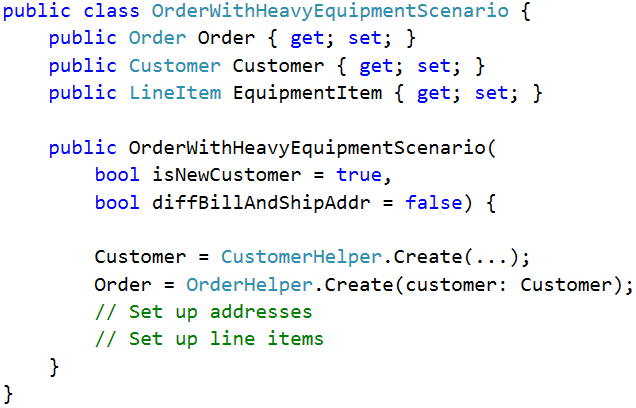 public class OrderWithHeavyEquipmentScenario {
    public Order Order { get; set; }
    public Customer Customer { get; set; }
    public LineItem EquipmentItem { get; set; }

    public OrderWithHeavyEquipmentScenario(
        bool isNewCustomer = true,
        bool diffBillAndShipAddr = false) {

        Customer = CustomerHelper.Create(...);
        Order = OrderHelper.Create(customer: Customer);
        // Set up addresses
        // Set up line items
    }
}